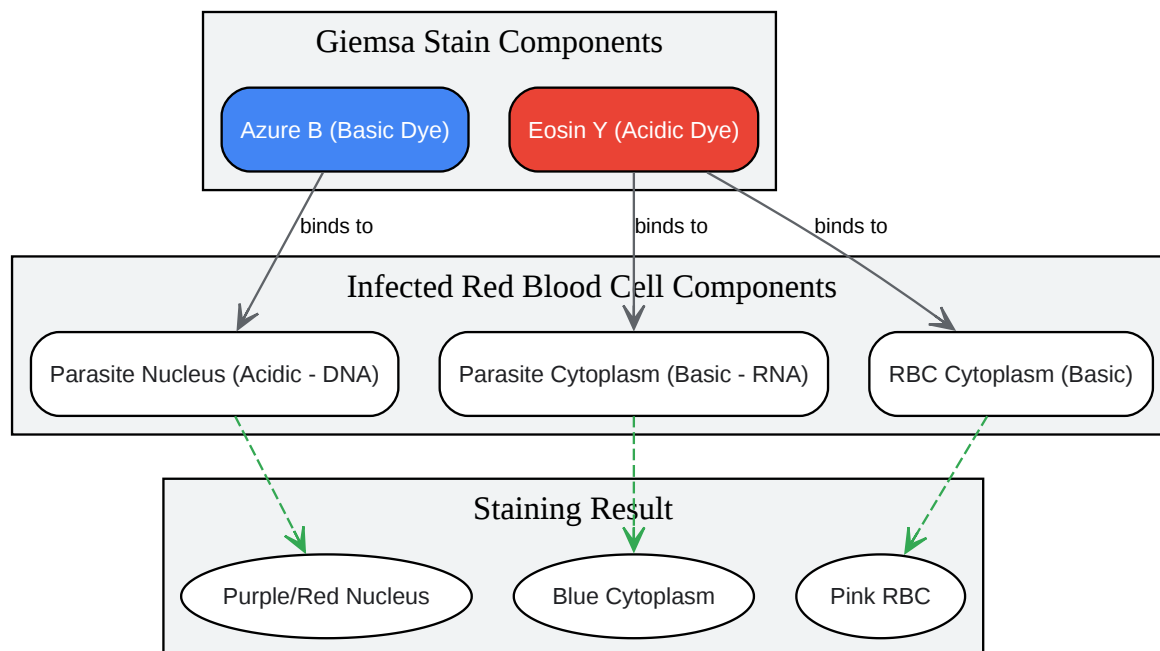 Giemsa Stain Components
Azure B (Basic Dye)
Eosin Y (Acidic Dye)
binds to
binds to
binds to
Infected Red Blood Cell Components
Parasite Nucleus (Acidic - DNA)
Parasite Cytoplasm (Basic - RNA)
RBC Cytoplasm (Basic)
Staining Result
Purple/Red Nucleus
Blue Cytoplasm
Pink RBC